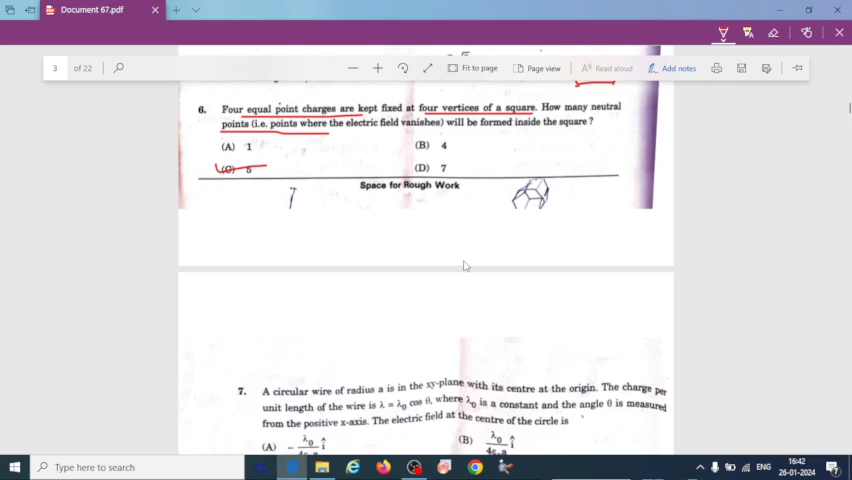 Document 67.pdf
3 of 22
Fit to page
Page view
Read aloud
Add notes
6. Four equal point charges are kept fixed at four vertices of a square. How many neutral
points (i.e. points where the electric field vanishes) will be formed inside the square ?
(A) 1
(B) 4
(C) 5
(D) 7
Space for Rough Work
7. A circular wire of radius a is in the xy-plane with its centre at the origin. The charge per
unit length of the wire is λ = λ₀ cos θ, where λ₀ is a constant and the angle θ is measured
from the positive x-axis. The electric field at the centre of the circle is
(A) − λ₀ î
(B) λ₀ î
Type here to search
ENG
16:42
26-01-2024
7